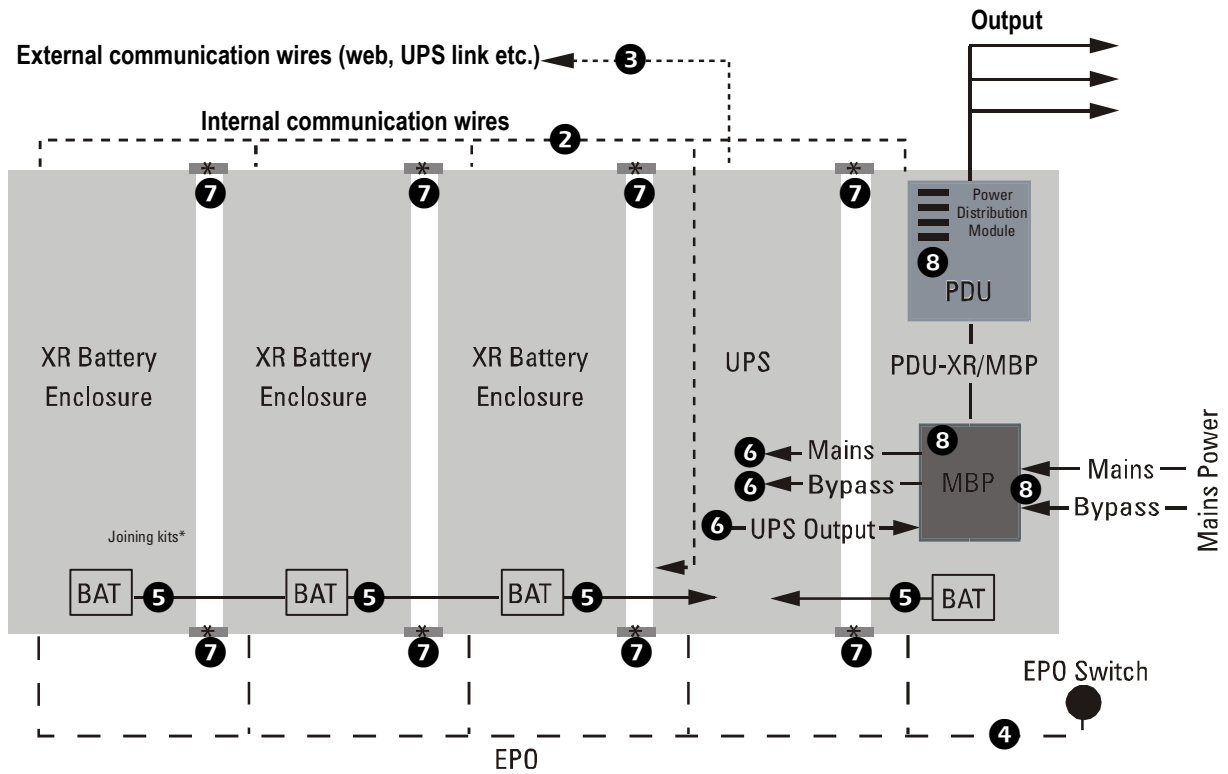 Output
External communication wires (web, UPS link etc.)
3
Internal communication wires
2
7
7
7
7
Power
Distribution
Module
8
PDU
XR Battery
Enclosure
XR Battery
Enclosure
XR Battery
Enclosure
UPS
PDU-XR/MBP
6
Mains
8
6
Bypass
MBP
8
Mains
Bypass
Mains Power
6
UPS Output
Joining kits*
BAT
5
BAT
5
BAT
5
5
BAT
*
*
*
*
*
*
*
*
7
7
7
7
EPO Switch
4
EPO